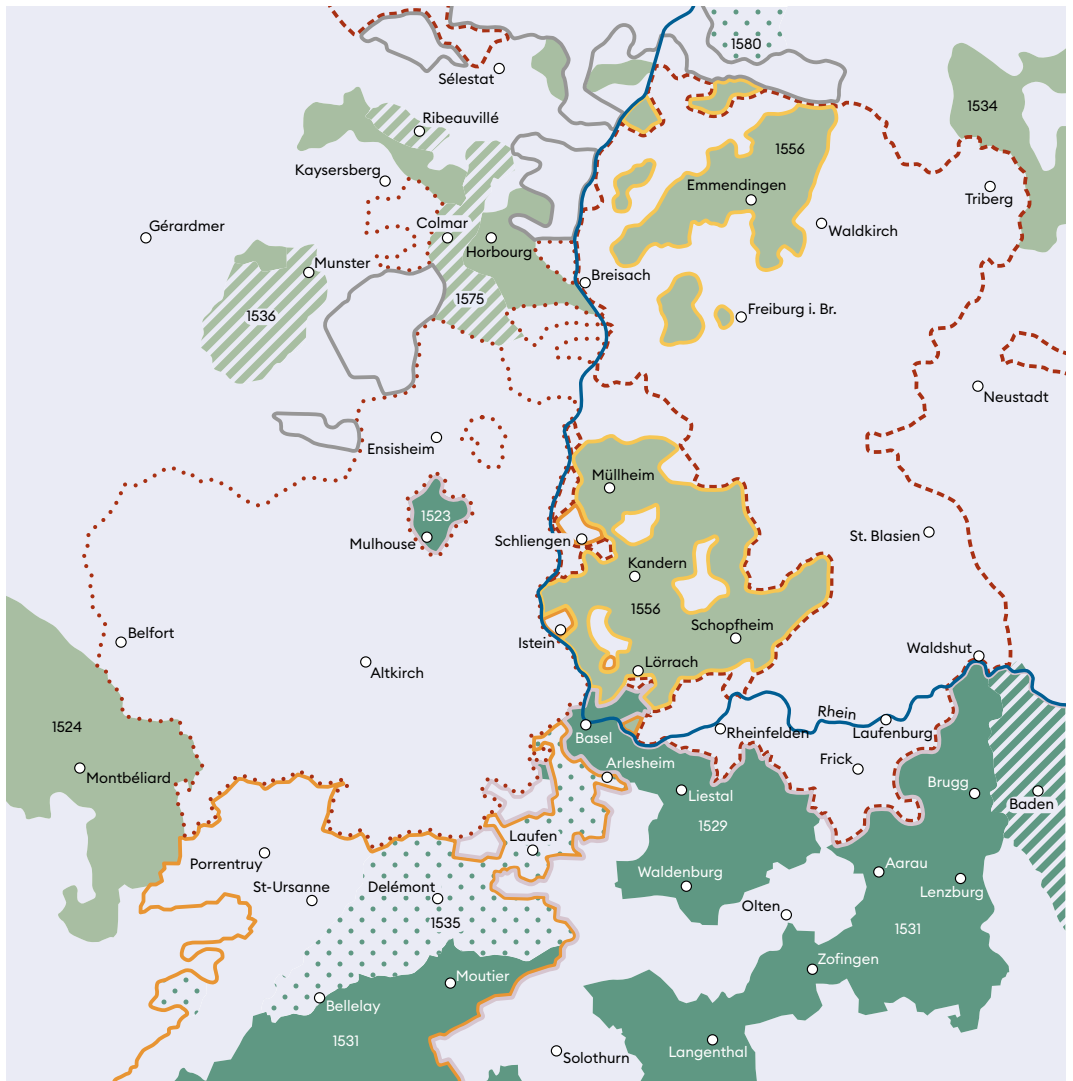 1580
Sélestat
1534
Ribeauvillé
1556
Kaysersberg
Emmendingen
Triberg
Gérardmer
Colmar
Horbourg
Waldkirch
Munster
Breisach
1575
1536
Freiburg i. Br.
Neustadt
Ensisheim
Müllheim
1523
Mulhouse
Schliengen
St. Blasien
Kandern
1556
Belfort
Istein
Schopfheim
Lörrach
Waldshut
Altkirch
1524
Rhein
Basel
Rheinfelden
Laufenburg
Montbéliard
Arlesheim
Frick
Liestal
Brugg
Baden
1529
Laufen
Porrentruy
Waldenburg
Aarau
Lenzburg
St-Ursanne
Delémont
Olten
1535
1531
Moutier
Zofingen
Bellelay
1531
Solothurn
Langenthal